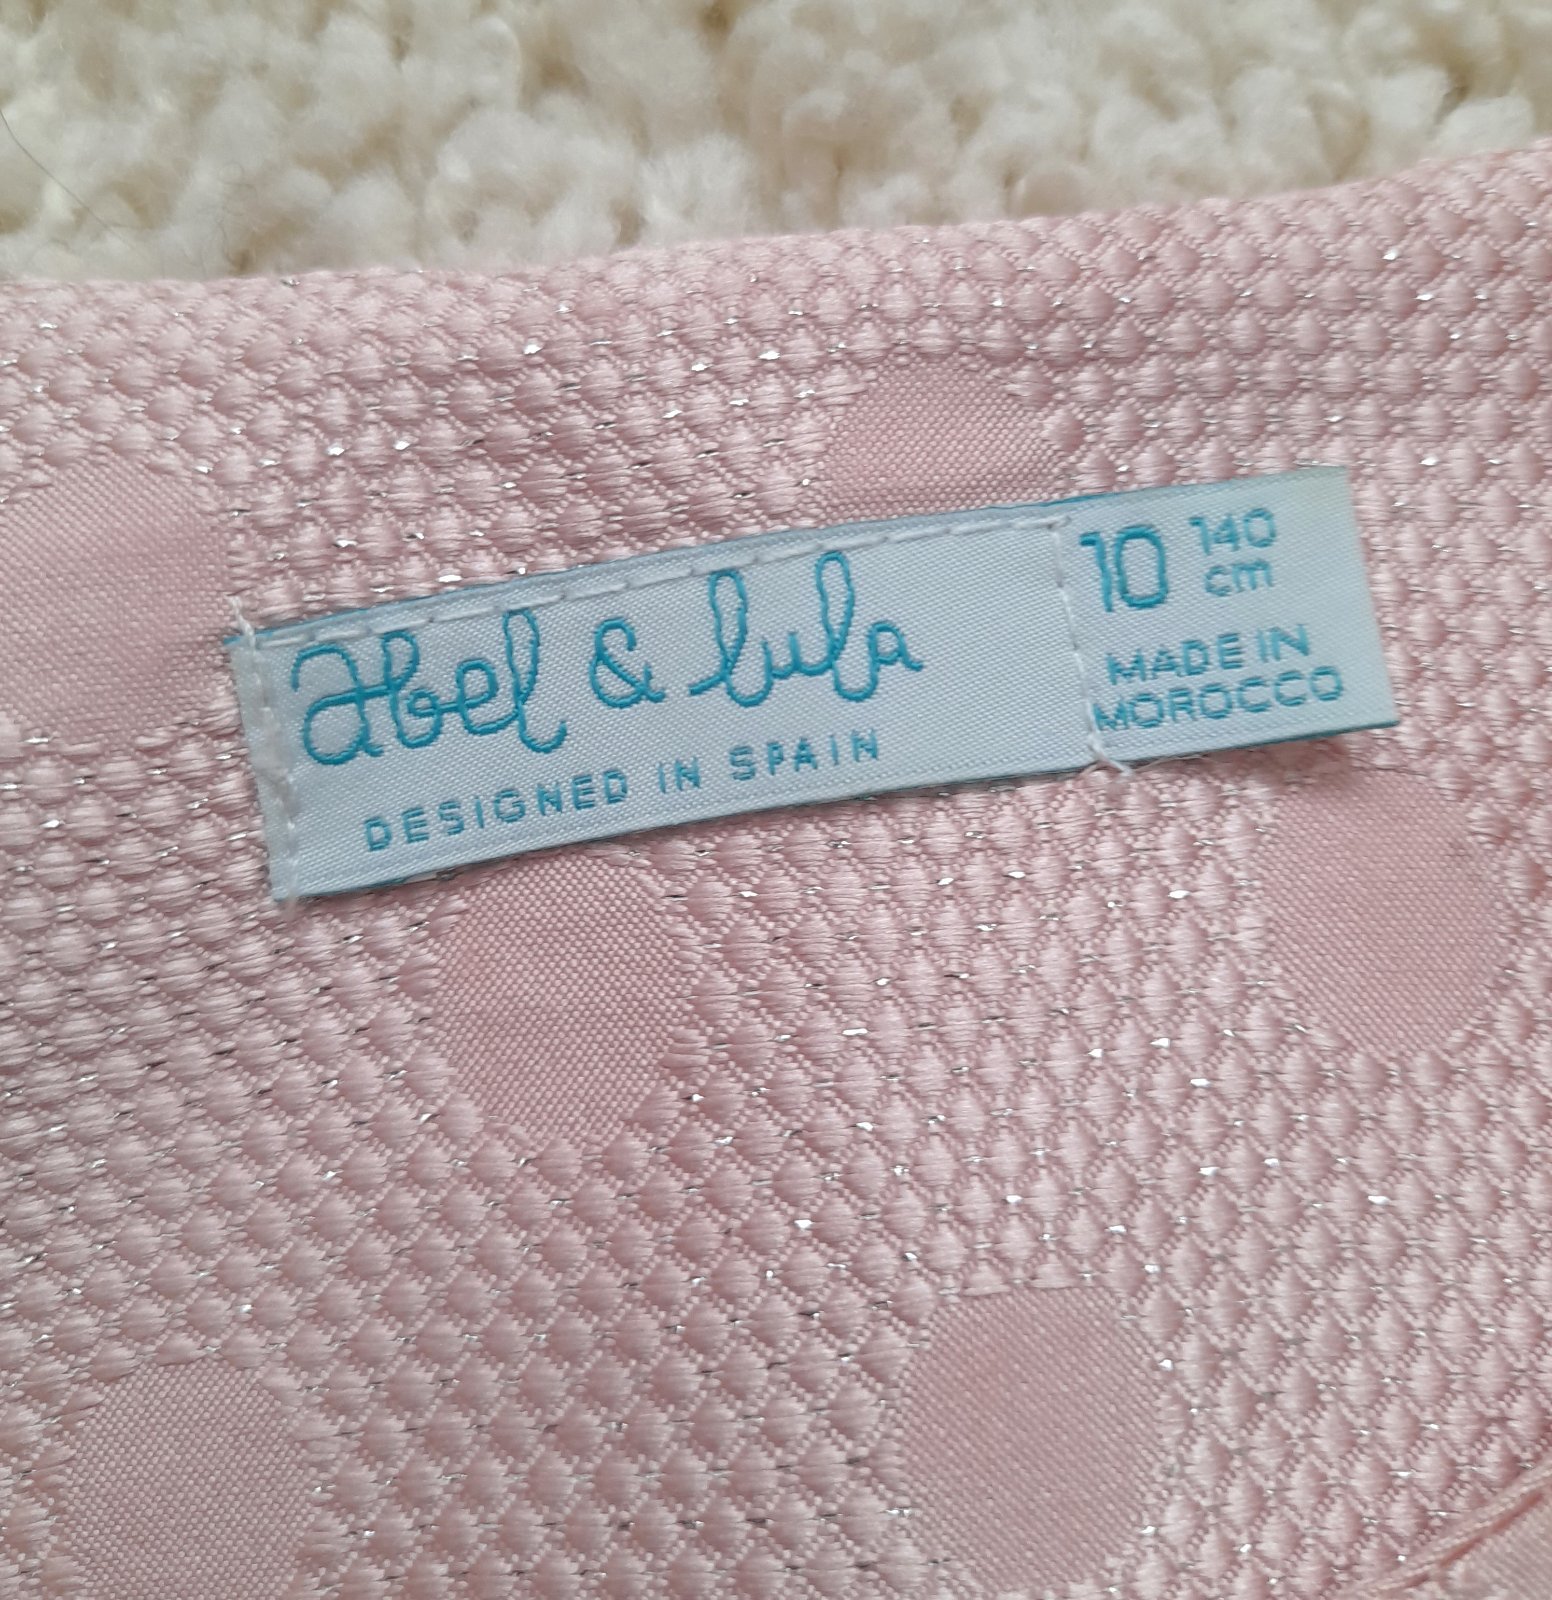 abel & lula
DESIGNED IN SPAIN
10 140 cm
MADE IN
MOROCCO